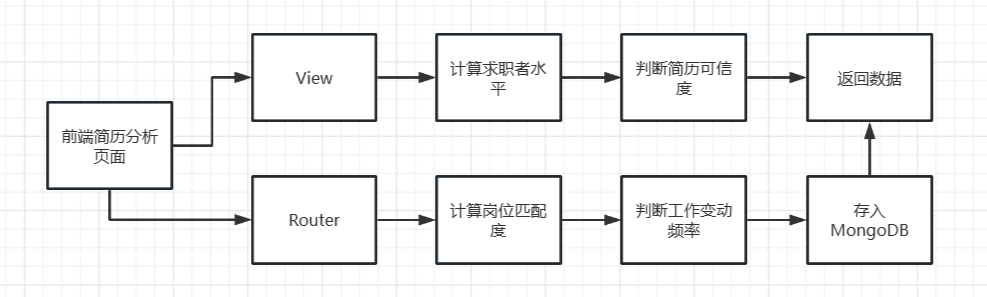 View
计算求职者水
平
判断简历可信
度
返回数据
前端简历分析
页面
Router
计算岗位匹配
度
判断工作变动
频率
存入
MongoDB